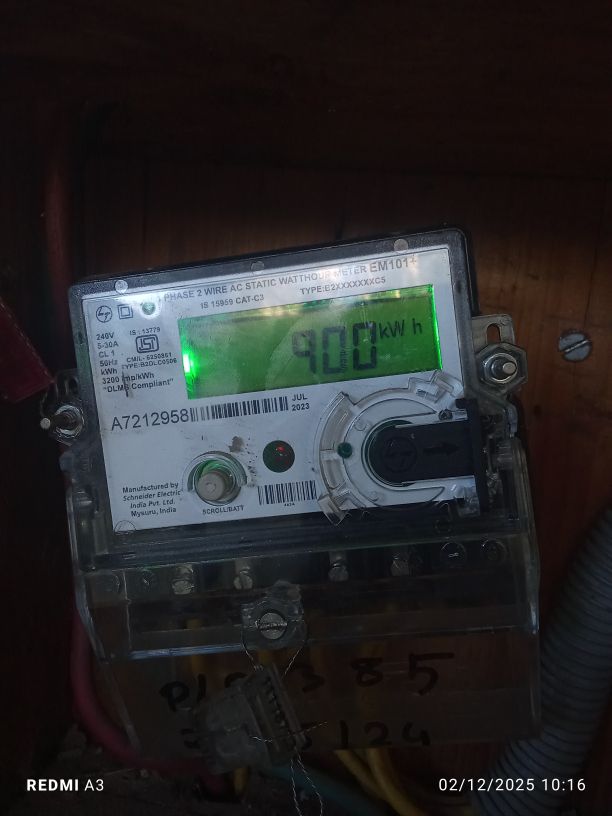 PHASE 2 WIRE AC STATIC WATTHOUR METER EM101+
IS 15959 CAT-C3 TYPE:E2XXXXXXXC5
240V
5-30A
CL 1
50Hz
kWh
3200 imp/kWh
"DLMS Compliant"
IS : 13779
ISI
CM/L-
900 kW h
A7212958
JUL
2023
Manufactured by
Schneider Electric
India Pvt. Ltd.
Mysuru, India
SCROLL/BATT
385
REDMI A3
02/12/2025 10:16